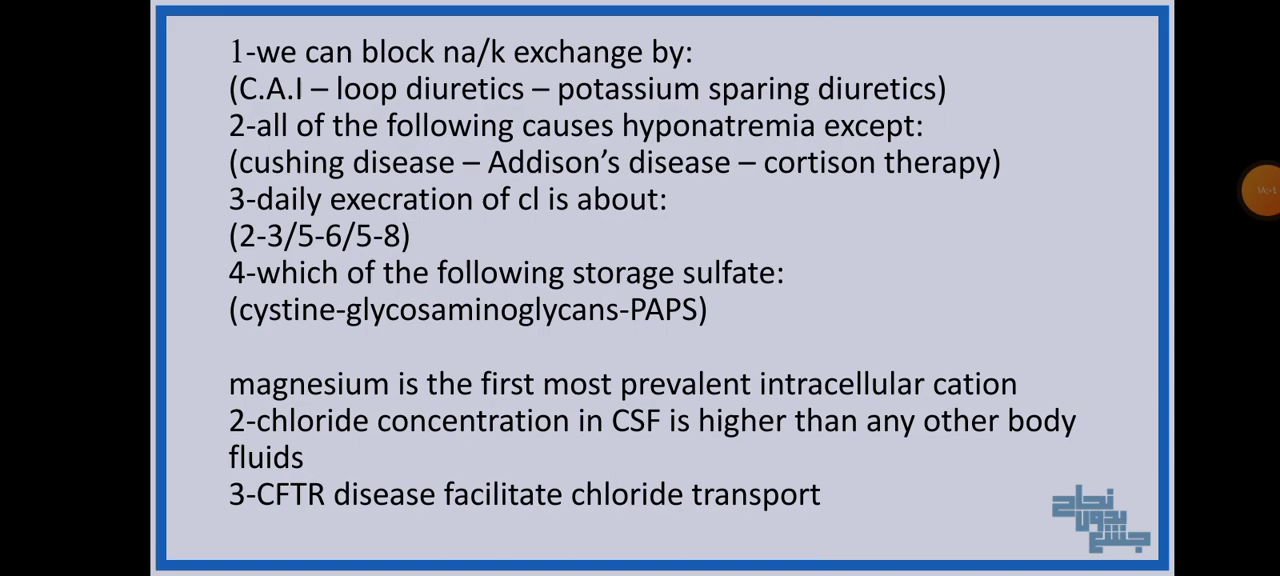 1-we can block na/k exchange by:
(C.A.I – loop diuretics – potassium sparing diuretics)
2-all of the following causes hyponatremia except:
(cushing disease – Addison’s disease – cortison therapy)
3-daily execration of cl is about:
(2-3/5-6/5-8)
4-which of the following storage sulfate:
(cystine-glycosaminoglycans-PAPS)
magnesium is the first most prevalent intracellular cation
2-chloride concentration in CSF is higher than any other body
fluids
3-CFTR disease facilitate chloride transport
نجاح
بدون
جشع